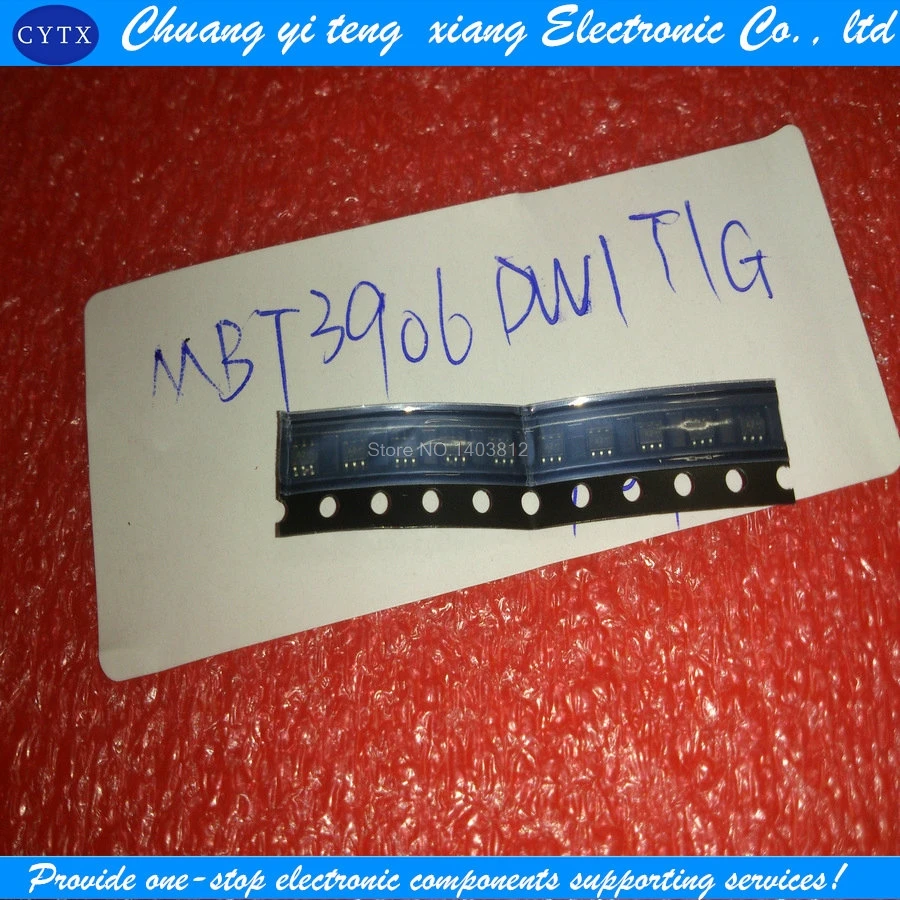 CYTX
Chuang yi teng xiang Electronic Co., ltd
MBT3906DW1T1G
Store NO.1403812
Provide one-stop electronic components supporting services!